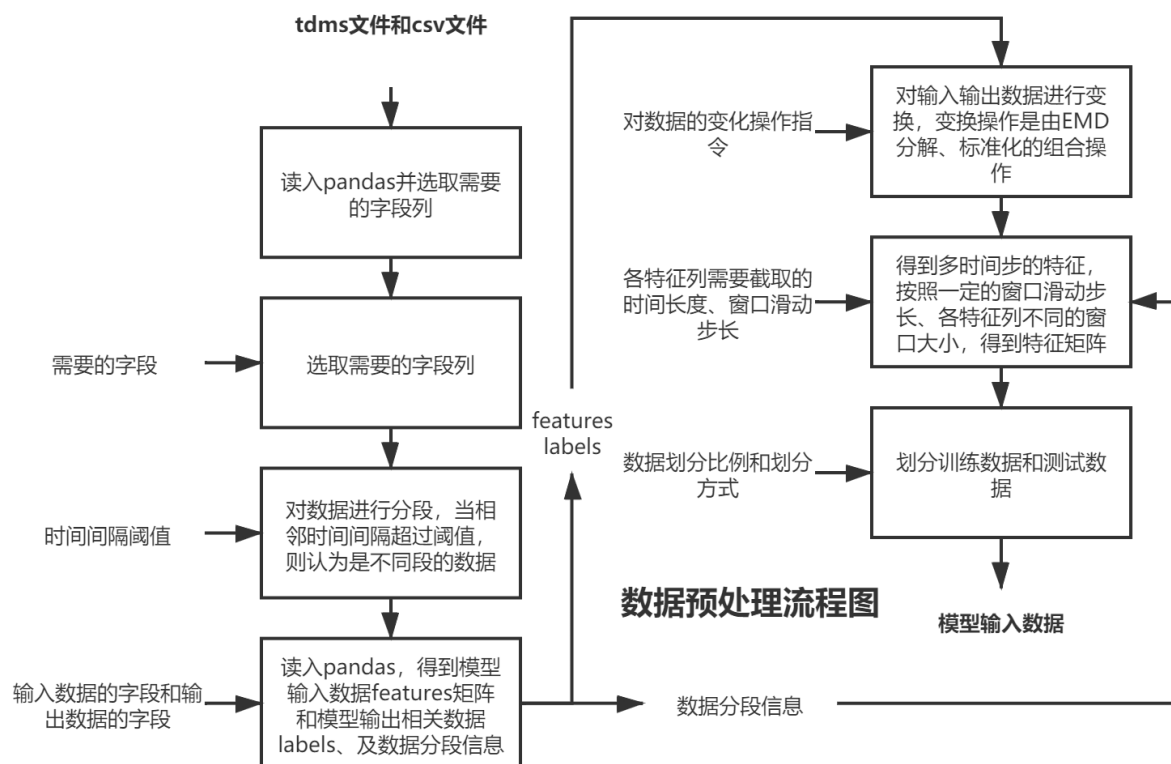 tdms文件和csv文件
读入pandas并选取需要
的字段列
需要的字段
选取需要的字段列
时间间隔阈值
对数据进行分段，当相
邻时间间隔超过阈值，
则认为是不同段的数据
输入数据的字段和输
出数据的字段
读入pandas，得到模型
输入数据features矩阵
和模型输出相关数据
labels、及数据分段信息
features
labels
数据分段信息
对数据的变化操作指
令
对输入输出数据进行变
换，变换操作是由EMD
分解、标准化的组合操
作
各特征列需要截取的
时间长度、窗口滑动
步长
得到多时间步的特征，
按照一定的窗口滑动步
长、各特征列不同的窗
口大小，得到特征矩阵
数据划分比例和划分
方式
划分训练数据和测试数
据
模型输入数据
数据预处理流程图